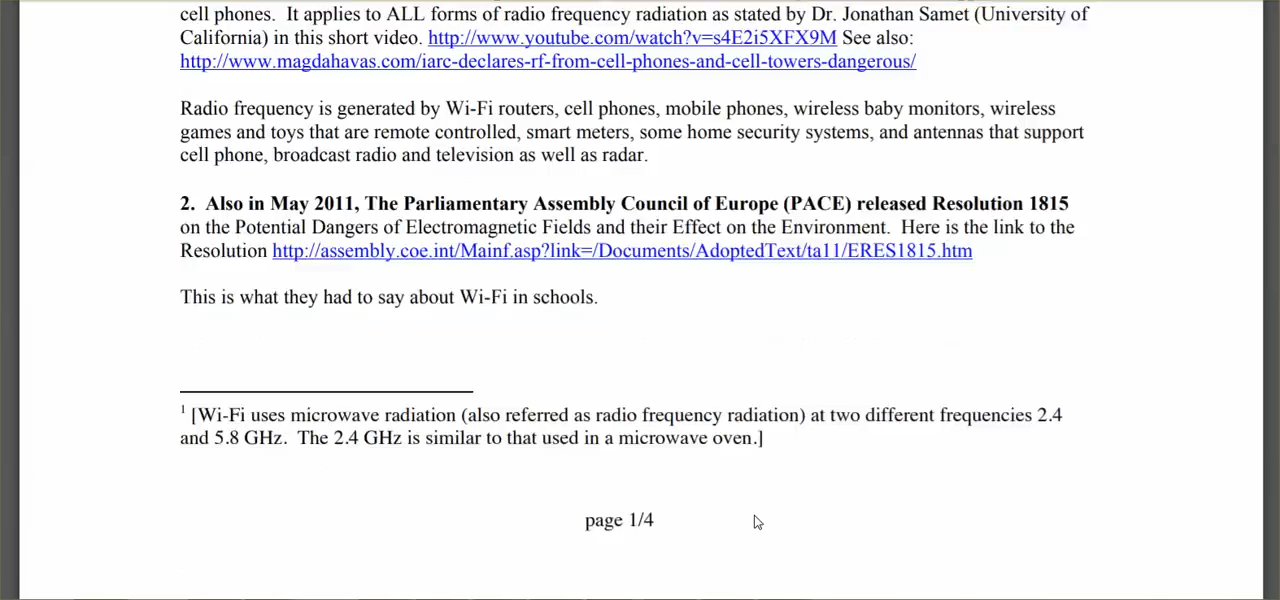 cell phones.  It applies to ALL forms of radio frequency radiation as stated by Dr. Jonathan Samet (University of
California) in this short video. http://www.youtube.com/watch?v=s4E2i5XFX9M See also:
http://www.magdahavas.com/iarc-declares-rf-from-cell-phones-and-cell-towers-dangerous/
Radio frequency is generated by Wi-Fi routers, cell phones, mobile phones, wireless baby monitors, wireless
games and toys that are remote controlled, smart meters, some home security systems, and antennas that support
cell phone, broadcast radio and television as well as radar.
2.  Also in May 2011, The Parliamentary Assembly Council of Europe (PACE) released Resolution 1815
on the Potential Dangers of Electromagnetic Fields and their Effect on the Environment.  Here is the link to the
Resolution http://assembly.coe.int/Mainf.asp?link=/Documents/AdoptedText/ta11/ERES1815.htm
This is what they had to say about Wi-Fi in schools.
1 [Wi-Fi uses microwave radiation (also referred as radio frequency radiation) at two different frequencies 2.4
and 5.8 GHz.  The 2.4 GHz is similar to that used in a microwave oven.]
page 1/4